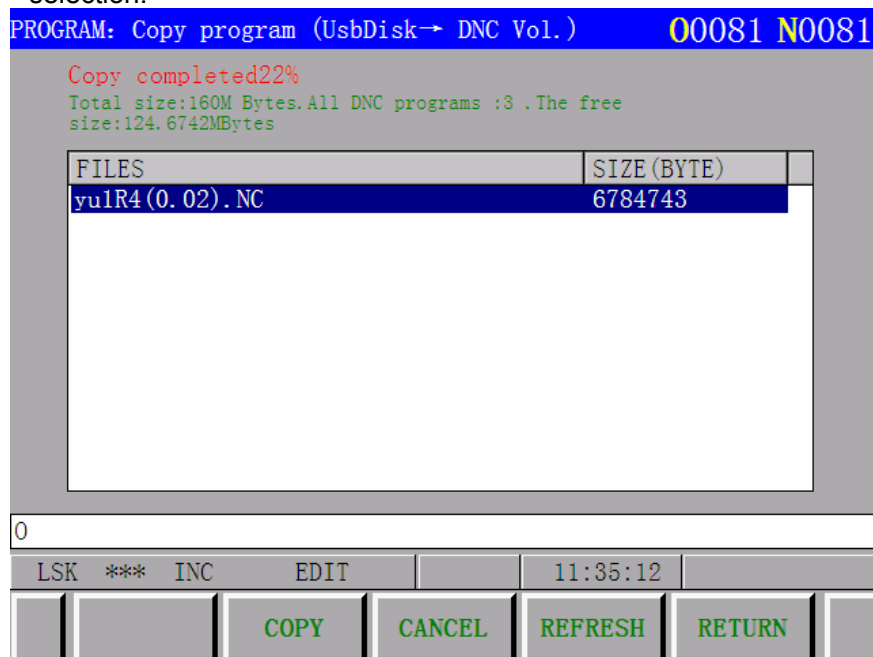 selection.
PROGRAM: Copy program (UsbDisk→ DNC Vol.) O0081 N0081
Copy completed22%
Total size:160M Bytes.All DNC programs :3 .The free
size:124.6742MBytes
FILES SIZE(BYTE)
yu1R4(0.02).NC 6784743
O
LSK *** INC EDIT 11:35:12
COPY CANCEL REFRESH RETURN